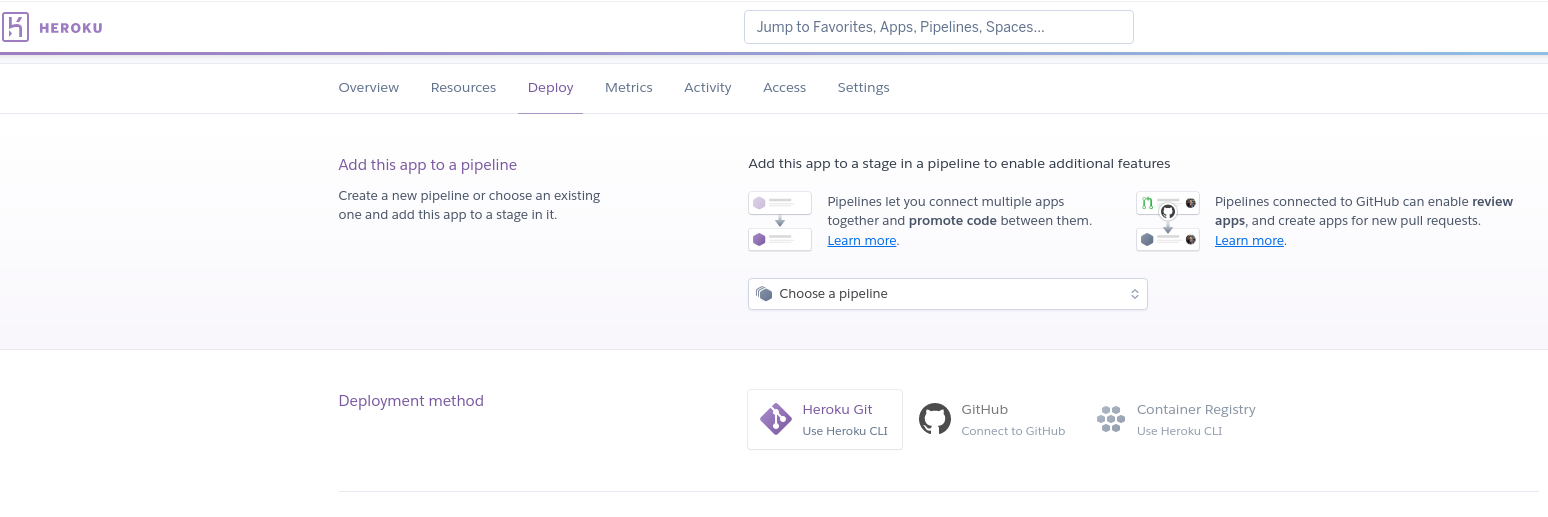 HEROKU
Jump to Favorites, Apps, Pipelines, Spaces...
Overview Resources Deploy Metrics Activity Access Settings
Add this app to a pipeline
Create a new pipeline or choose an existing
one and add this app to a stage in it.
Add this app to a stage in a pipeline to enable additional features
Pipelines let you connect multiple apps
together and promote code between them.
Learn more.
Pipelines connected to GitHub can enable review
apps, and create apps for new pull requests.
Learn more.
Choose a pipeline
Deployment method
Heroku Git
Use Heroku CLI
GitHub
Connect to GitHub
Container Registry
Use Heroku CLI